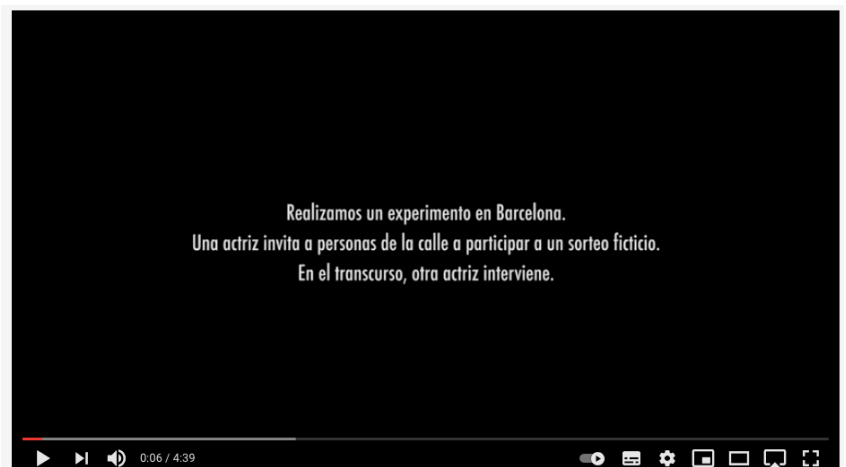 Realizamos un experimento en Barcelona.
Una actriz invita a personas de la calle a participar a un sorteo ficticio.
En el transcurso, otra actriz interviene.
0:06 / 4:39